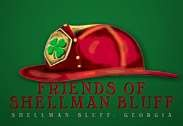 FRIENDS OF
SHELLMAN BLUFF
SHELLMAN BLUFF, GEORGIA